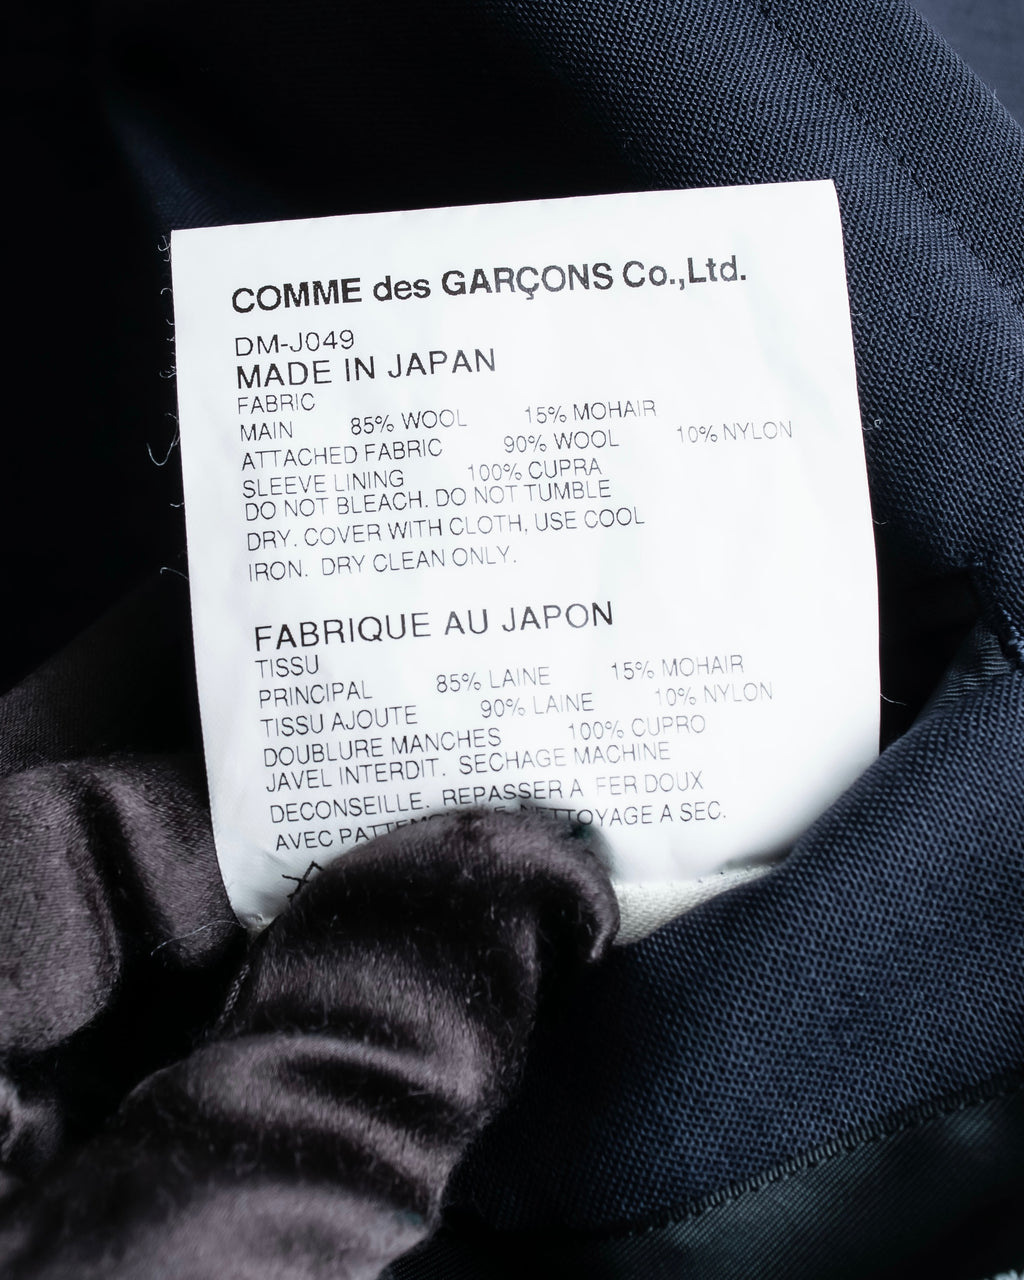 COMME des GARÇONS Co.,Ltd.
DM-J049
MADE IN JAPAN
FABRIC
MAIN 85% WOOL 15% MOHAIR
ATTACHED FABRIC 90% WOOL 10% NYLON
SLEEVE LINING 100% CUPRA
DO NOT BLEACH. DO NOT TUMBLE
DRY. COVER WITH CLOTH, USE COOL
IRON. DRY CLEAN ONLY.
FABRIQUE AU JAPON
TISSU
PRINCIPAL 85% LAINE 15% MOHAIR
TISSU AJOUTE 90% LAINE 10% NYLON
DOUBLURE MANCHES 100% CUPRO
JAVEL INTERDIT. SECHAGE MACHINE
DECONSEILLE. REPASSER A FER DOUX
AVEC NETTOYAGE A SEC.